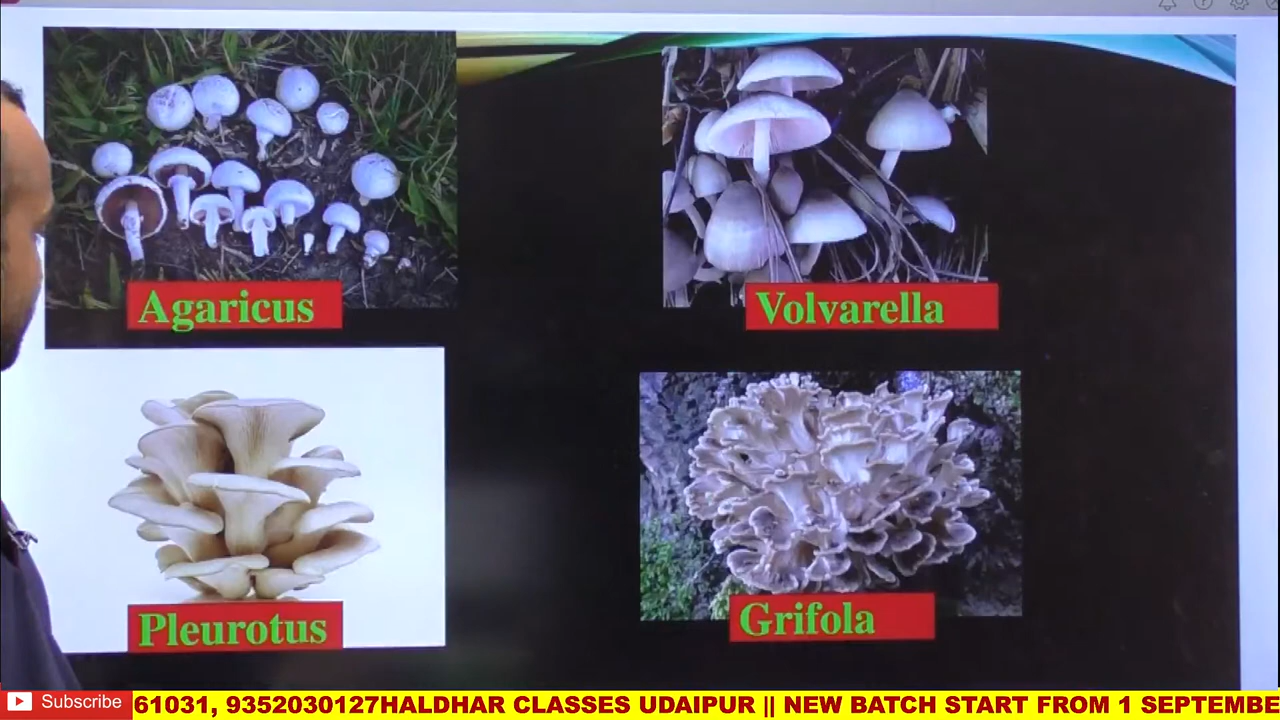 Agaricus
Volvarella
Pleurotus
Grifola
Subscribe
61031, 9352030127HALDHAR CLASSES UDAIPUR || NEW BATCH START FROM 1 SEPTEMBE